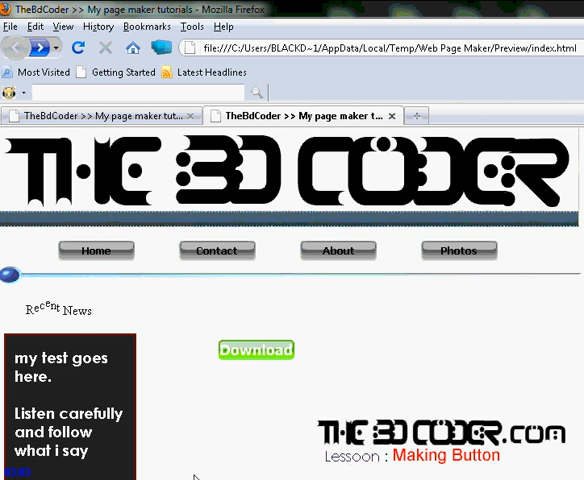 TheBdCoder >> My page maker tutorials - Mozilla Firefox
File Edit View History Bookmarks Tools Help
file:///C:/Users/BLACKD~1/AppData/Local/Temp/Web Page Maker/Preview/index.html
Most Visited Getting Started Latest Headlines
TheBdCoder >> My page maker tut... TheBdCoder >> My page maker t...
THE BD CODER
Home Contact About Photos
Recent News
Download
my test goes
here.
Listen carefully
and follow
what i say
THE BD CODER.com
Lessoon : Making Button